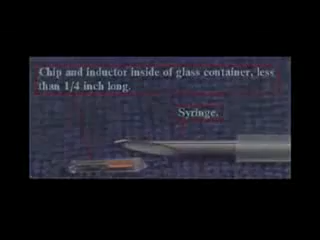 Chip and inductor inside of glass container, less
than 1/4 inch long.
Syringe.